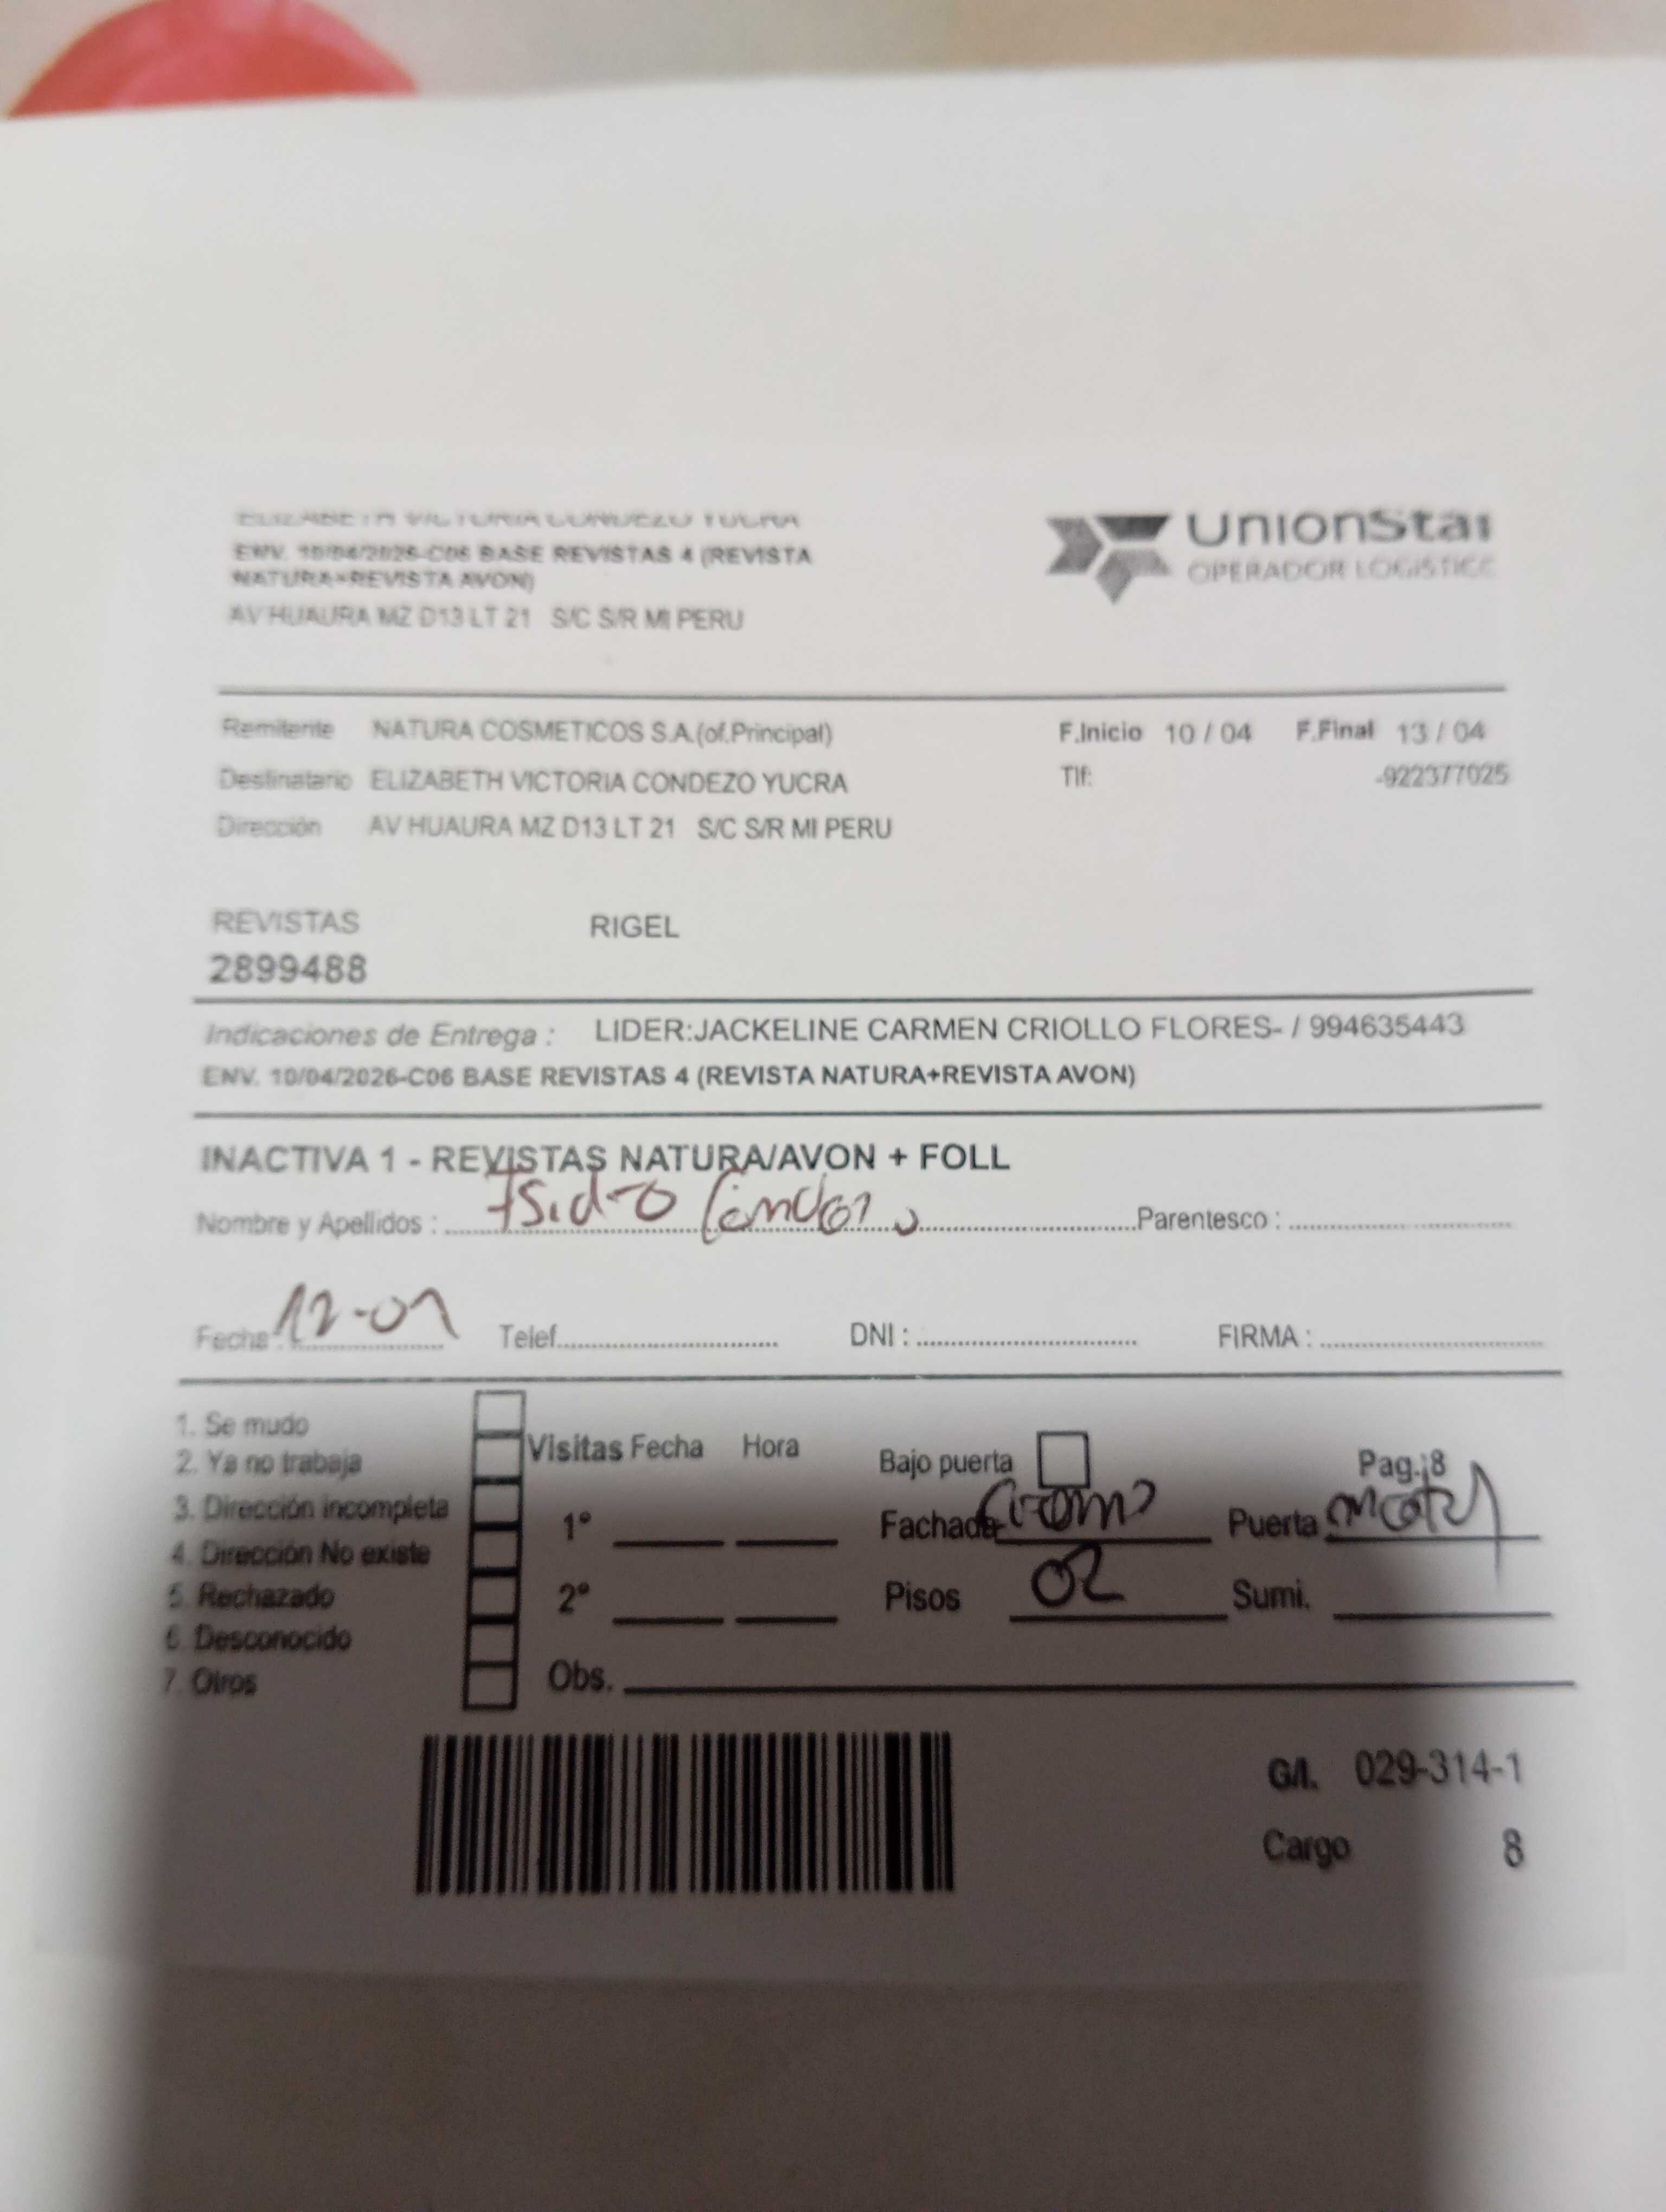 ELIZABETH VICTORIA CONDEZO YUCRA
ENV. 10/04/2026-C06 BASE REVISTAS 4 (REVISTA
NATURA+REVISTA AVON)
AV HUAURA MZ D13 LT 21 S/C S/R MI PERU
UnionStar
OPERADOR LOGISTICO
Remitente NATURA COSMETICOS S.A.(of.Principal) F.Inicio 10 / 04 F.Final 13 / 04
Destinatario ELIZABETH VICTORIA CONDEZO YUCRA Tlf: -922377025
Dirección AV HUAURA MZ D13 LT 21 S/C S/R MI PERU
REVISTAS RIGEL
2899488
Indicaciones de Entrega : LIDER:JACKELINE CARMEN CRIOLLO FLORES- / 994635443
ENV. 10/04/2026-C06 BASE REVISTAS 4 (REVISTA NATURA+REVISTA AVON)
INACTIVA 1 - REVISTAS NATURA/AVON + FOLL
Nombre y Apellidos : Isidro Parentesco :
Fecha : Telef. DNI : FIRMA :
1. Se mudo
2. Ya no trabaja
3. Dirección incompleta
4. Dirección No existe
5. Rechazado
6. Desconocido
7. Otros
Visitas Fecha Hora
1°
2°
Obs.
Bajo puerta Pag.:8
Fachada Puerta
Pisos 02 Sumi.
G/I. 029-314-1
Cargo 8